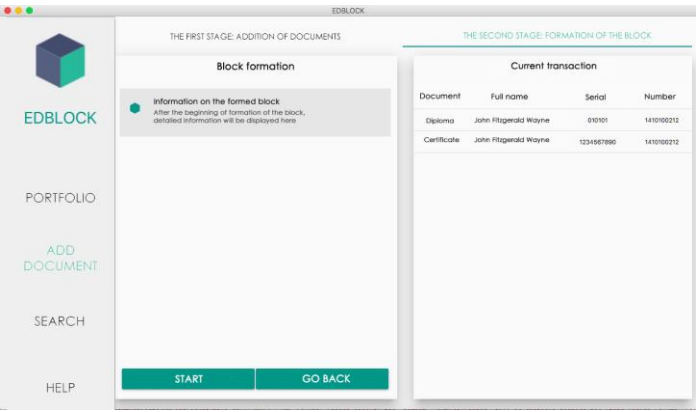 EDBLOCK
THE FIRST STAGE: ADDITION OF DOCUMENTS
THE SECOND STAGE: FORMATION OF THE BLOCK
EDBLOCK
PORTFOLIO
ADD
DOCUMENT
SEARCH
HELP
Block formation
Information on the formed block
After the beginning of formation of the block,
detailed information will be displayed here
START GO BACK
Current transaction
Document Full name Serial Number
Diploma John Fitzgerald Wayne 010101 1410100212
Certificate John Fitzgerald Wayne 1234567890 1410100212